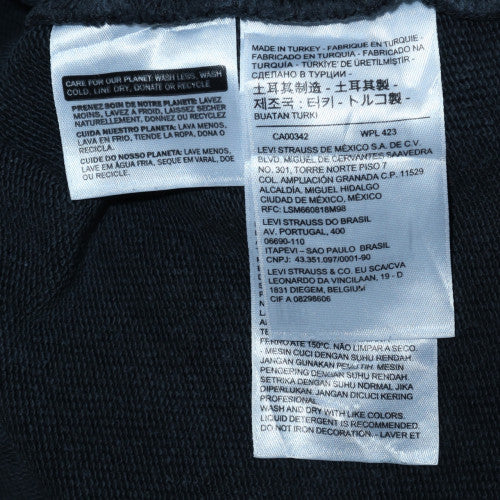 CARE FOR OUR PLANET: WASH LESS, WASH
COLD, LINE DRY, DONATE OR RECYCLE
PRENEZ SOIN DE NOTRE PLANETE: LAVEZ
MOINS, LAVEZ A FROID, LAISSEZ SECHER
NATURELLEMENT, DONNEZ OU RECYCLEZ
CUIDA NUESTRO PLANETA: LAVA MENOS,
LAVA EN FRIO, TIENDE LA ROPA, DONA O
RECICLA.
CUIDE DO NOSSO PLANETA: LAVE MENOS,
LAVE EM ÁGUA FRIA, SEQUE EM VARAL, DOE
OU RECICLE.
MADE IN TURKEY - FABRIQUE EN TURQUIE -
FABRICADO EN TURQUIA - FABRICADO NA
TURQUIA - TÜRKİYE'DE ÜRETİLMİŞTİR -
СДЕЛАНО В ТУРЦИИ -
土耳其制造 - 土耳其製 -
제조국 : 터키 - トルコ製 -
BUATAN TURKI
CA00342 WPL 423
LEVI STRAUSS DE MÉXICO S.A. DE C.V.
BLVD. MIGUEL DE CERVANTES SAAVEDRA
NO. 301, TORRE NORTE PISO 7
COL. AMPLIACIÓN GRANADA C.P. 11529
ALCALDÍA, MIGUEL HIDALGO
CIUDAD DE MÉXICO, MÉXICO
RFC: LSM660818M98
LEVI STRAUSS DO BRASIL
AV. PORTUGAL, 400
06690-110
ITAPEVI – SAO PAULO BRASIL
CNPJ: 43.351.097/0001-90
LEVI STRAUSS & CO. EU SCA/CVA
LEONARDO DA VINCILAAN, 19 - D
1831 DIEGEM, BELGIUM
CIF A 08298606
FERRO ATÉ 150°C. NÃO LIMPAR A SECO.
- MESIN CUCI DENGAN SUHU RENDAH.
JANGAN GUNAKAN PEMUTIH. MESIN
PENGERING DENGAN SUHU RENDAH.
SETRIKA DENGAN SUHU NORMAL JIKA
DIPERLUKAN. JANGAN DICUCI KERING
PROFESIONAL.
WASH AND DRY WITH LIKE COLORS.
LIQUID DETERGENT IS RECOMMENDED.
DO NOT IRON DECORATION. - LAVER ET